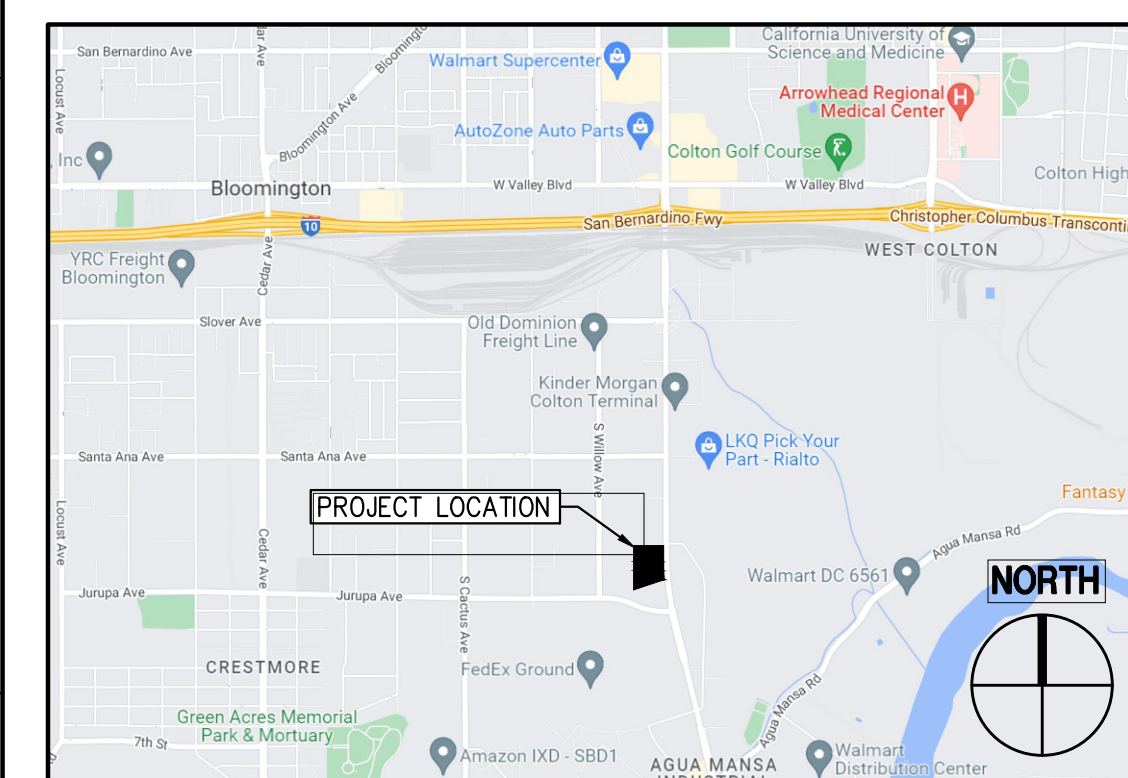 San Bernardino Ave
Bloomington
Walmart Supercenter
California University of
Science and Medicine
Locust Ave
Bloomington Ave
AutoZone Auto Parts
Arrowhead Regional
Medical Center
H
Inc
Colton Golf Course
Bloomington
W Valley Blvd
W Valley Blvd
Colton High
San Bernardino Fwy
Christopher Columbus
10
WEST COLTON
YRC Freight
Bloomington
Cedar Ave
Slover Ave
Old Dominion
Freight Line
Kinder Morgan
Colton Terminal
S Willow Ave
LKQ Pick Your
Part - Rialto
Santa Ana Ave
Santa Ana Ave
Fantasy
PROJECT LOCATION
Locust Ave
Cedar Ave
Agua Mansa Rd
Walmart DC 6561
NORTH
Jurupa Ave
Jurupa Ave
S Cactus Ave
CRESTMORE
FedEx Ground
Agua Mansa Rd
Green Acres Memorial
Park & Mortuary
7th St
Amazon IXD - SBD1
AGUA MANSA
INDUSTRIAL
Walmart
Distribution Center